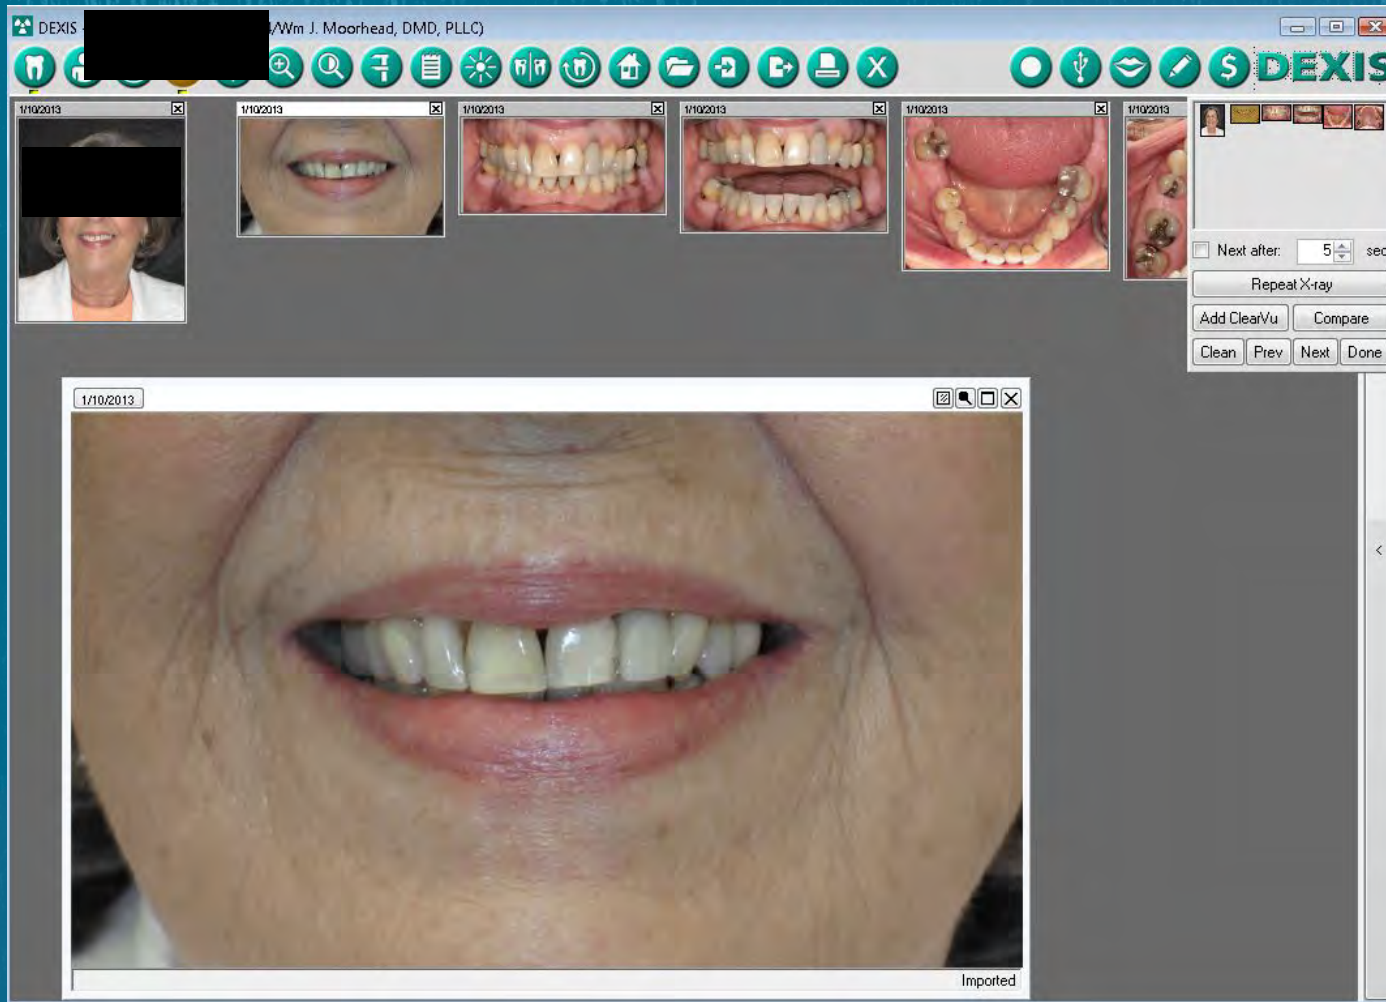 DEXIS - 4/Wm J. Moorhead, DMD, PLLC)
DEXIS
1/10/2013
1/10/2013
1/10/2013
1/10/2013
1/10/2013
1/10/2013
Next after: 5 sec
Repeat X-ray
Add ClearVu Compare
Clean Prev Next Done
1/10/2013
Imported